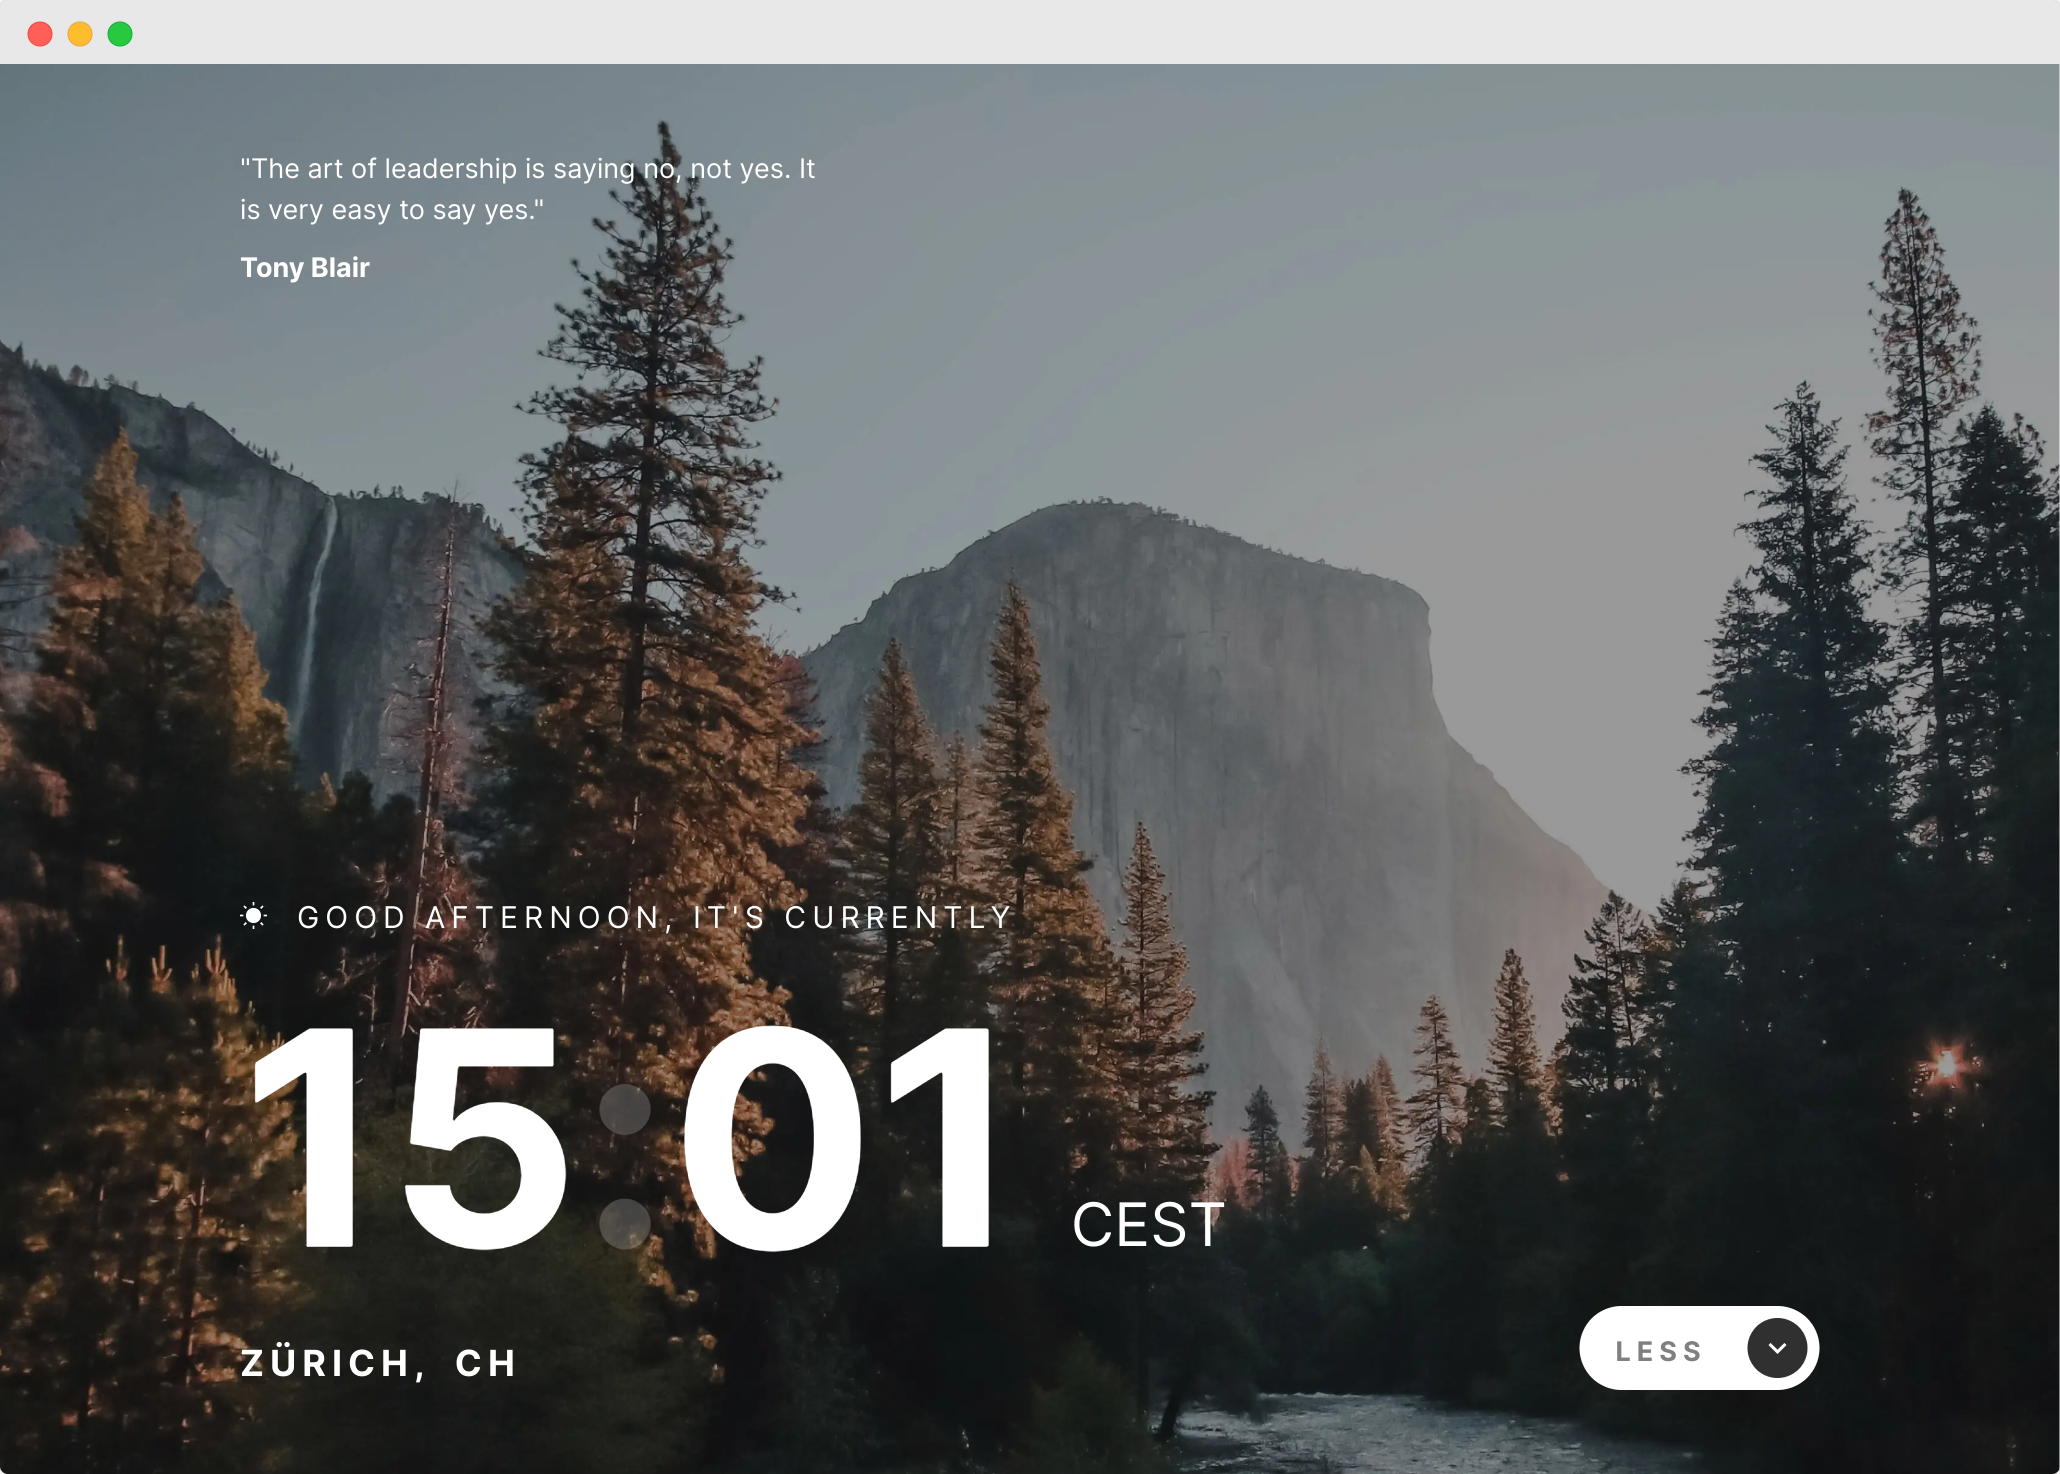 "The art of leadership is saying no, not yes. It
is very easy to say yes."
Tony Blair
GOOD AFTERNOON, IT'S CURRENTLY
15:01 CEST
ZÜRICH, CH
LESS